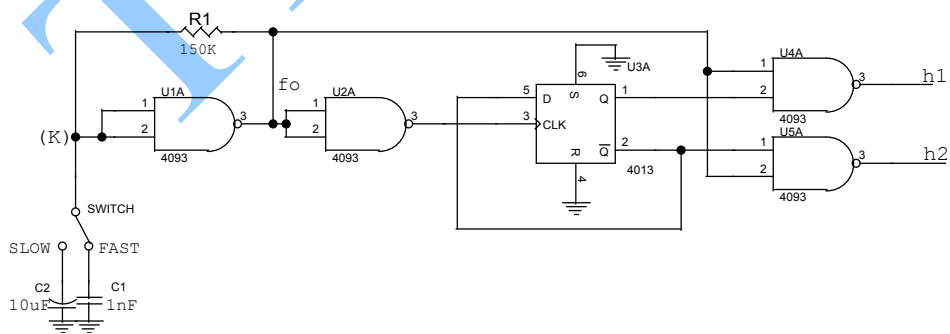 R1
150K
fo
U1A
1
2
3
4093
(K)
U2A
1
2
3
4093
U3A
6
S
5
D
Q
1
3
CLK
R
Q
2
4
4013
U4A
1
2
3
4093
h1
U5A
1
2
3
4093
h2
SWITCH
SLOW
FAST
C2
10uF
C1
1nF